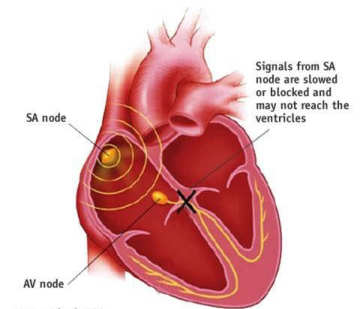 Signals from SA
node are slowed
or blocked and
may not reach the
ventricles
SA node
AV node